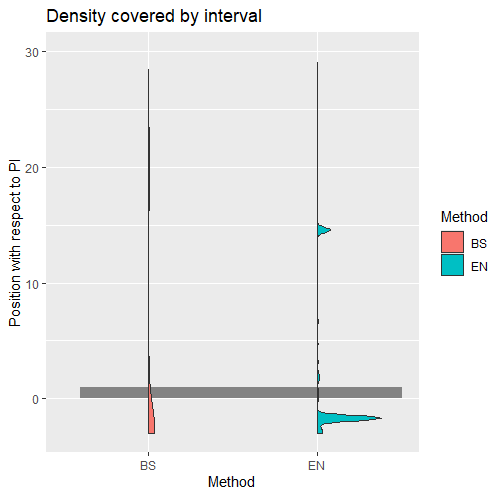 Density covered by interval
Position with respect to PI
30
20
10
0
BS
EN
Method
Method
BS
EN